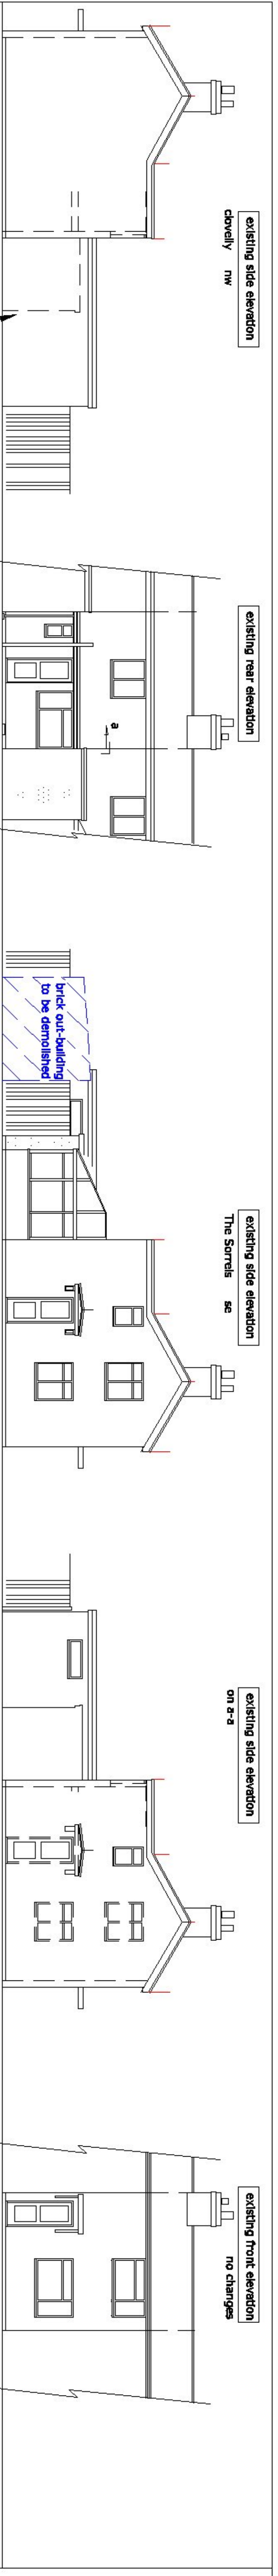 existing side elevation
clovelly nw
existing rear elevation
a
brick out-building
to be demolished
existing side elevation
The Sorrels se
existing side elevation
on a-a
existing front elevation
no changes